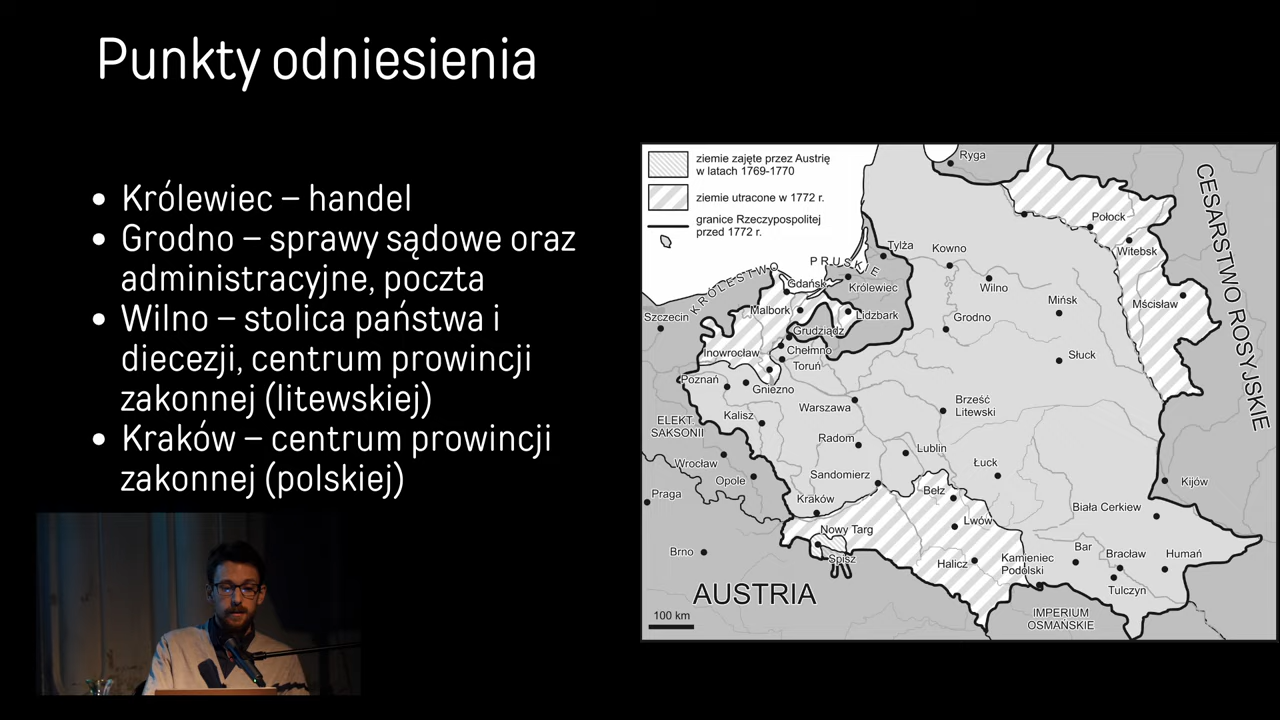 Punkty odniesienia
• Królewiec – handel
• Grodno – sprawy sądowe oraz
administracyjne, poczta
• Wilno – stolica państwa i
diecezji, centrum prowincji
zakonnej (litewskiej)
• Kraków – centrum prowincji
zakonnej (polskiej)
ziemie zajęte przez Austrię
w latach 1769-1770
ziemie utracone w 1772 r.
granice Rzeczypospolitej
przed 1772 r.
Ryga
CESARSTWO ROSYJSKIE
Połock
Witebsk
Tylża
Kowno
KRÓLESTWO PRUSKIE
Gdańsk
Królewiec
Wilno
Mińsk
Mścisław
Malbork
Lidzbark
Szczecin
Grodno
Grudziądz
Inowrocław
Chełmno
Toruń
Słuck
Poznań
Gniezno
Warszawa
Brześć
Litewski
Kalisz
ELEKT.
SAKSONII
Radom
Lublin
Wrocław
Łuck
Opole
Sandomierz
Kijów
Praga
Kraków
Bełz
Biała Cerkiew
Nowy Targ
Lwów
Brno
Spisz
Halicz
Kamieniec
Podolski
Bar
Bracław
Humań
Tulczyn
AUSTRIA
100 km
IMPERIUM
OSMAŃSKIE